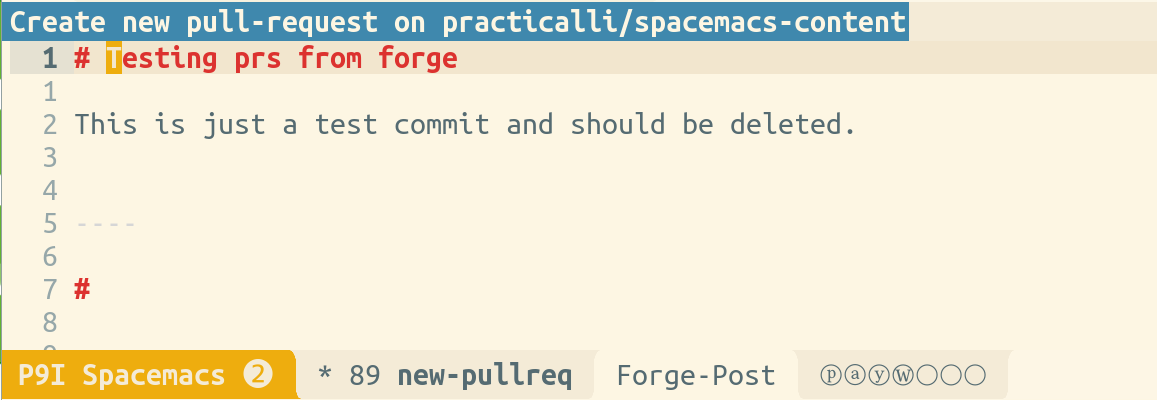 Create new pull-request on practicalli/spacemacs-content
1 # Testing prs from forge
1
2 This is just a test commit and should be deleted.
3
4
5 ----
6
7 #
8
P9I Spacemacs ❷ * 89 new-pullreq Forge-Post ⓟⓐⓨⓦ○○○